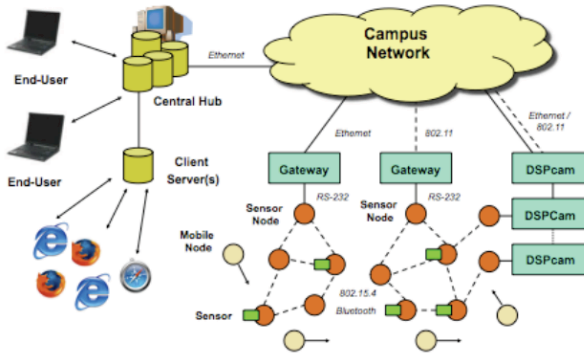 Campus
Network
Ethernet
End-User
Central Hub
Ethernet /
802.11
Ethernet
802.11
End-User
Client
Server(s)
Gateway
Gateway
DSPcam
RS-232
RS-232
Sensor
Node
Sensor
Node
DSPcam
Mobile
Node
DSPcam
802.15.4
Bluetooth
Sensor